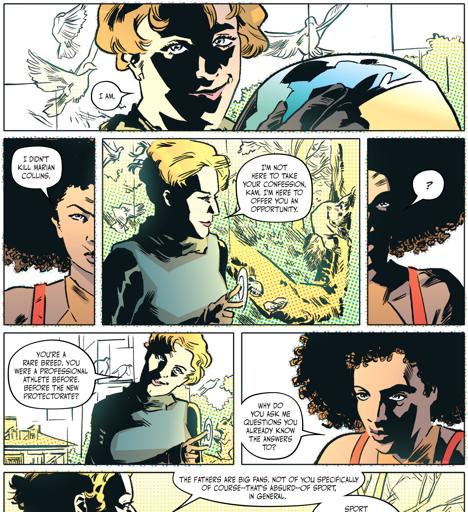 I AM.
I DIDN'T
KILL MARIAN
COLLINS.
I'M NOT
HERE TO TAKE
YOUR CONFESSION,
KAM. I'M HERE TO
OFFER YOU AN
OPPORTUNITY.
?
YOU'RE A
RARE BREED. YOU
WERE A PROFESSIONAL
ATHLETE BEFORE.
BEFORE THE NEW
PROTECTORATE?
WHY DO
YOU ASK ME
QUESTIONS YOU
ALREADY KNOW
THE ANSWERS
TO?
THE FATHERS ARE BIG FANS. NOT OF YOU SPECIFICALLY
OF COURSE--THAT'S ABSURD--OF SPORT,
IN GENERAL.
SPORT